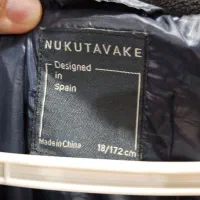 NUKUTAVAKE
Designed
in
Spain
Made in China 18/172 cm